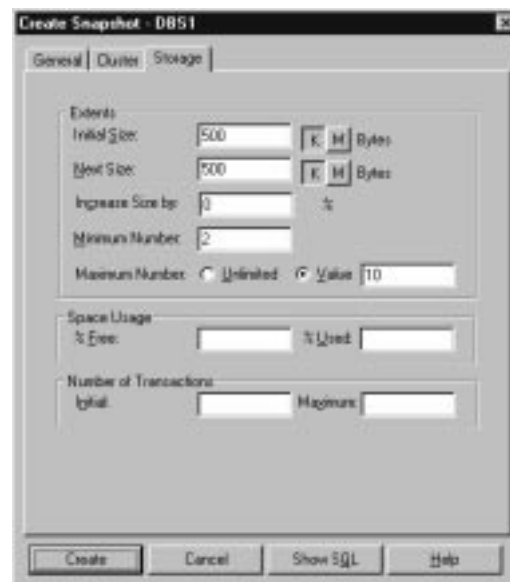 Create Snapshot - DBS1
General Cluster Storage
Extents
Initial Size: 500 K M Bytes
Next Size: 500 K M Bytes
Increase Size by: 0 %
Minimum Number: 2
Maximum Number: Unlimited Value 10
Space Usage
% Free: % Used:
Number of Transactions
Initial: Maximum:
Create Cancel Show SQL Help